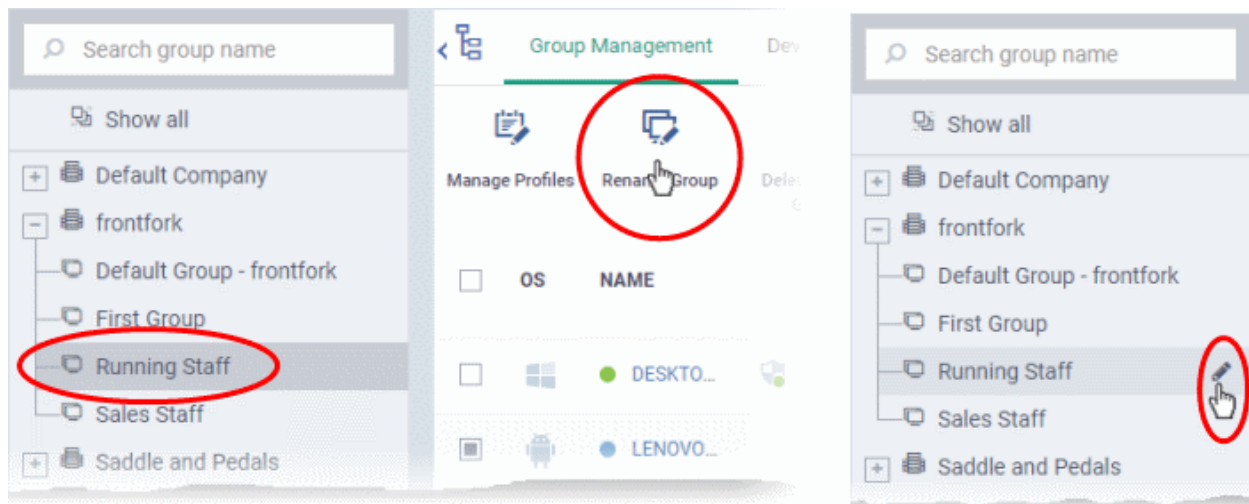 Search group name
Show all
Default Company
frontfork
Default Group - frontfork
First Group
Running Staff
Sales Staff
Saddle and Pedals
Group Management
Manage Profiles
Group
OS NAME
DESKTO...
LENOVO...
Search group name
Show all
Default Company
frontfork
Default Group - frontfork
First Group
Running Staff
Sales Staff
Saddle and Pedals